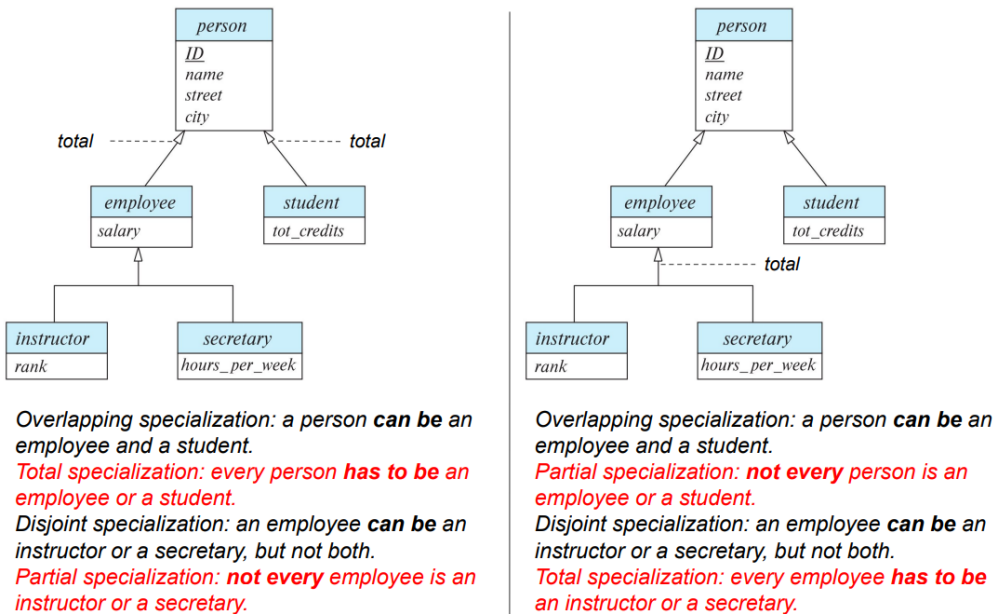 person
ID
name
street
city
total
total
employee
salary
student
tot_credits
instructor
rank
secretary
hours_per_week
Overlapping specialization: a person can be an
employee and a student.
Total specialization: every person has to be an
employee or a student.
Disjoint specialization: an employee can be an
instructor or a secretary, but not both.
Partial specialization: not every employee is an
instructor or a secretary.
person
ID
name
street
city
employee
salary
student
tot_credits
total
instructor
rank
secretary
hours_per_week
Overlapping specialization: a person can be an
employee and a student.
Partial specialization: not every person is an
employee or a student.
Disjoint specialization: an employee can be an
instructor or a secretary, but not both.
Total specialization: every employee has to be
an instructor or a secretary.